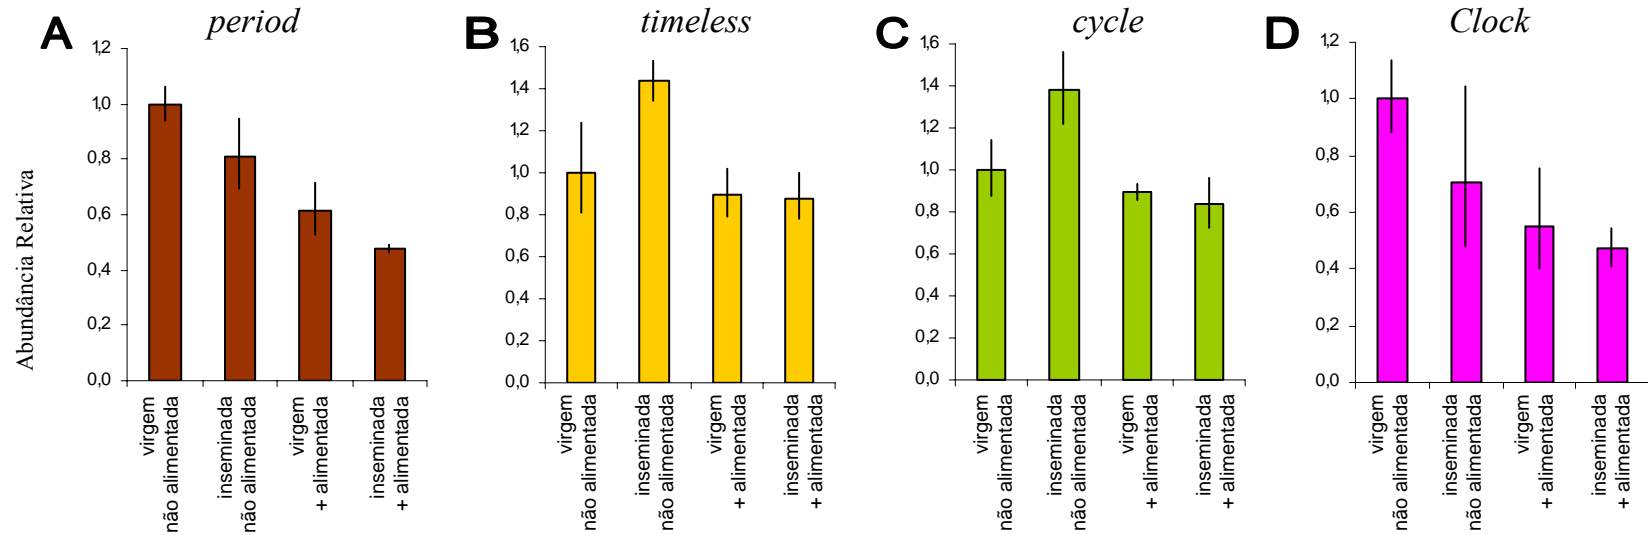 A
period
Abundância Relativa
1,2
1,0
0,8
0,6
0,4
0,2
0,0
virgem
não alimentada
inseminada
não alimentada
virgem
+ alimentada
inseminada
+ alimentada
B
timeless
1,6
1,4
1,2
1,0
0,8
0,6
0,4
0,2
0,0
virgem
não alimentada
inseminada
não alimentada
virgem
+ alimentada
inseminada
+ alimentada
C
cycle
1,6
1,4
1,2
1,0
0,8
0,6
0,4
0,2
0,0
virgem
não alimentada
inseminada
não alimentada
virgem
+ alimentada
inseminada
+ alimentada
D
Clock
1,2
1,0
0,8
0,6
0,4
0,2
0,0
virgem
não alimentada
inseminada
não alimentada
virgem
+ alimentada
inseminada
+ alimentada